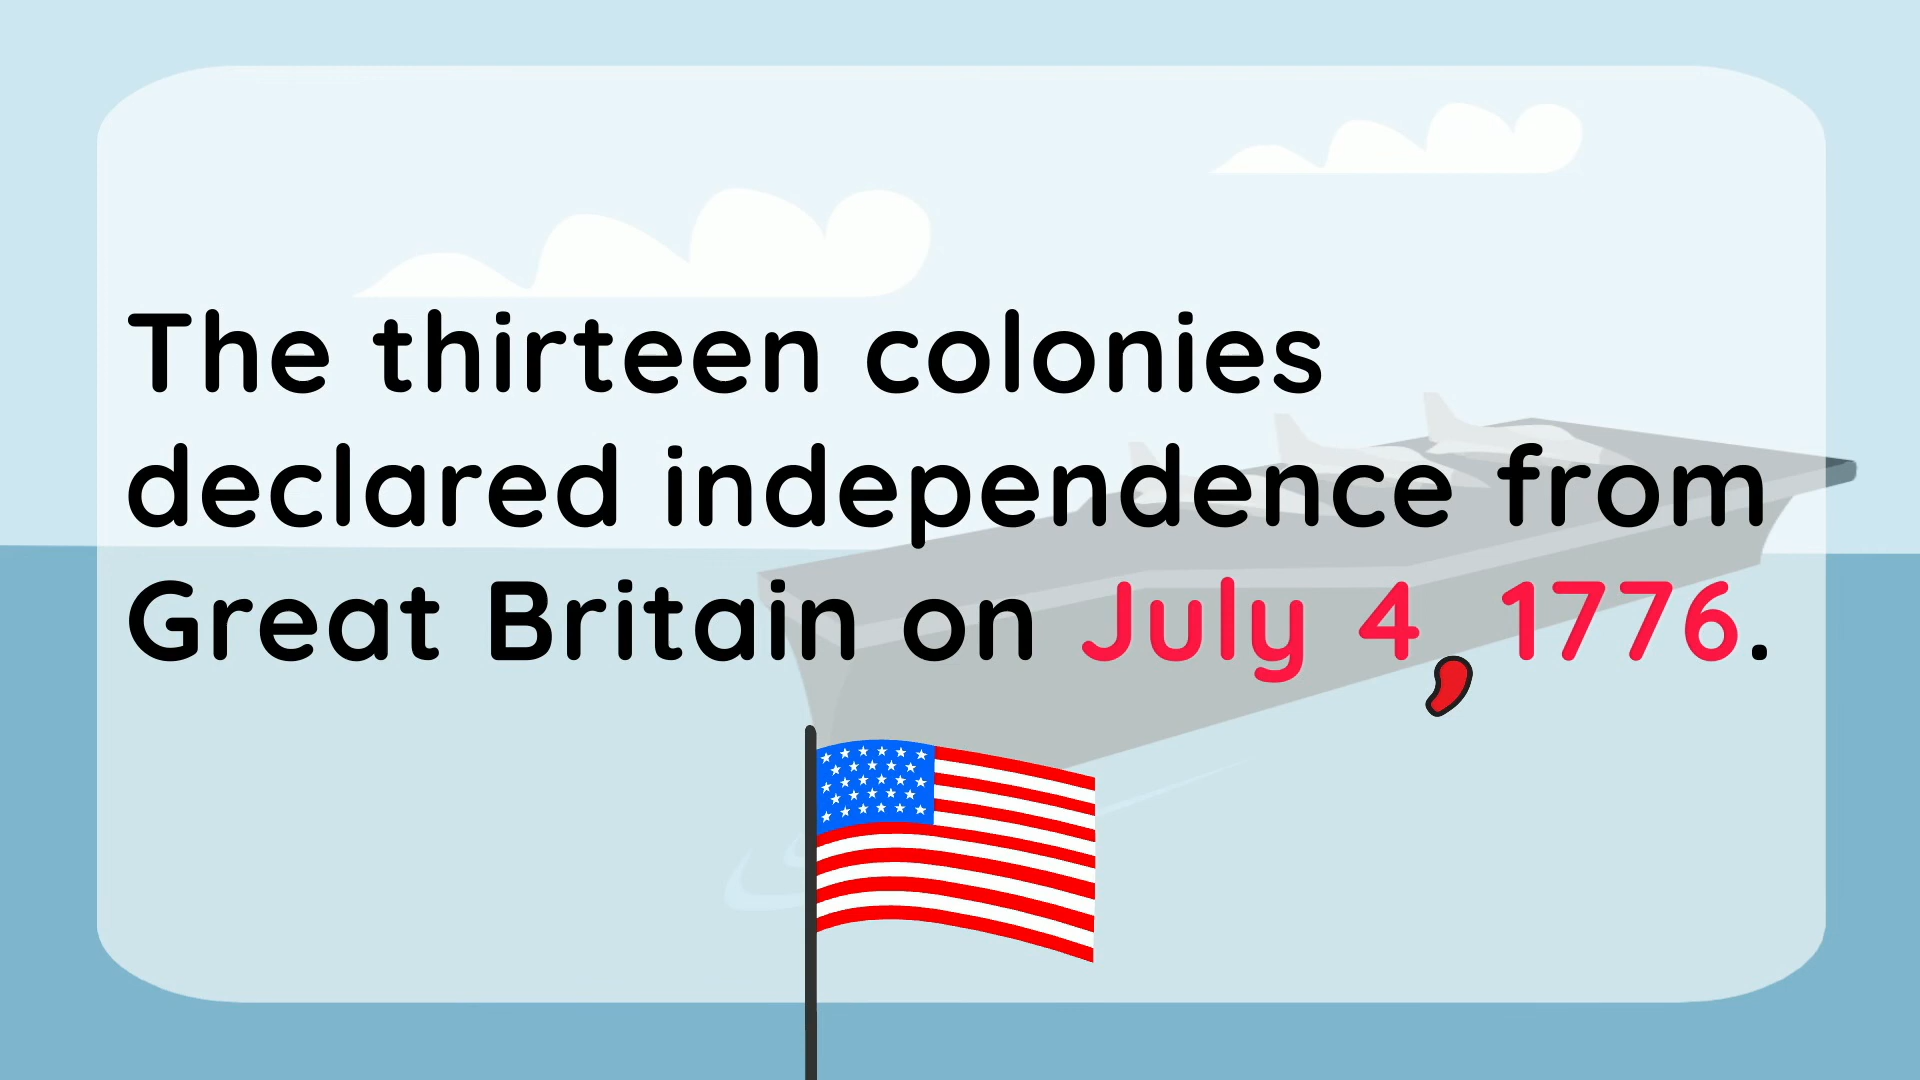 The thirteen colonies
declared independence from
Great Britain on July 4, 1776.